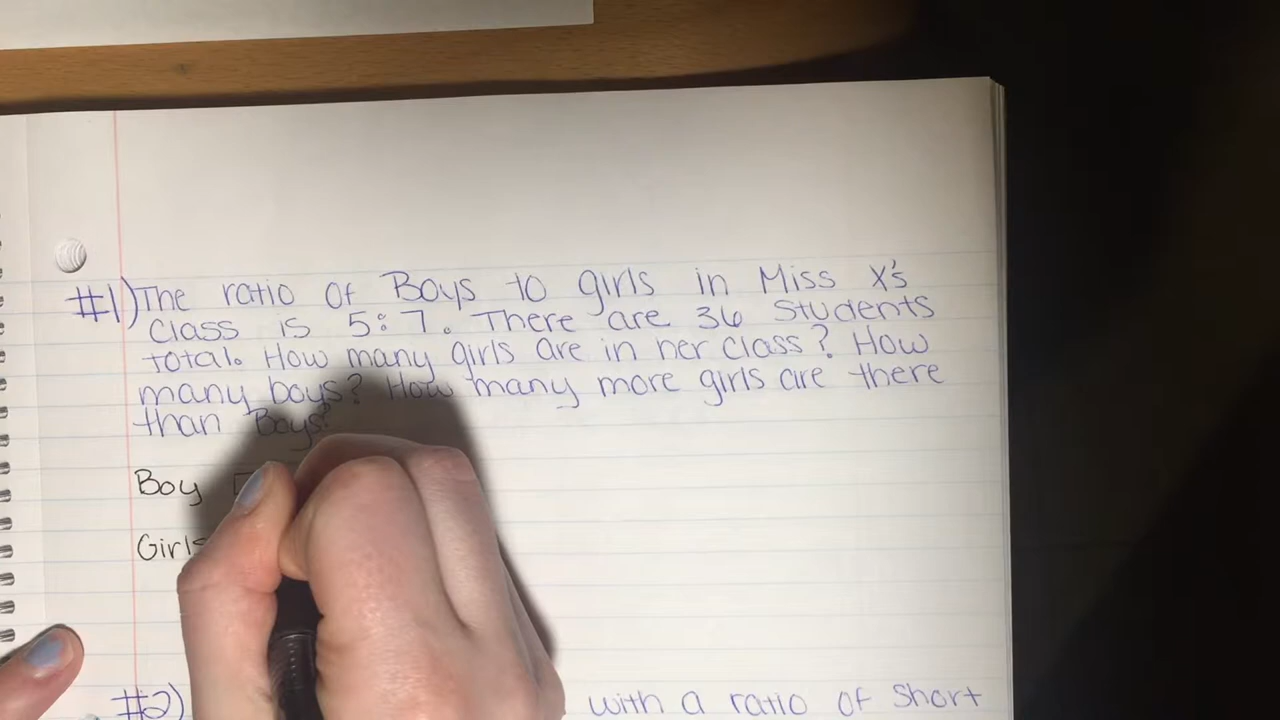 #1) The ratio of Boys to girls in Miss X's
Class is 5:7. There are 36 Students
total. How many girls are in her class? How
many boys? How many more girls are there
than Boys?
Boy
Girls
#2) with a ratio of Short